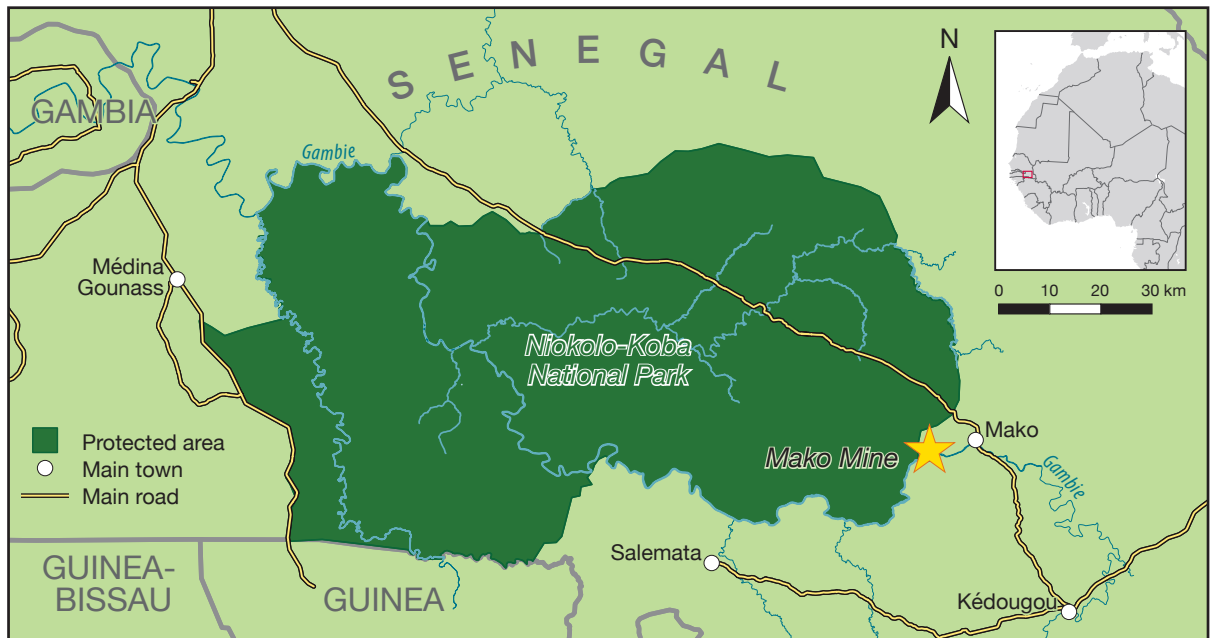 SENEGAL
N
GAMBIA
Gambie
Médina
Gounass
0 10 20 30 km
Niokolo-Koba
National Park
Mako
Mako Mine
Gambie
Protected area
Main town
Main road
Salemata
GUINEA-
BISSAU
GUINEA
Kédougou